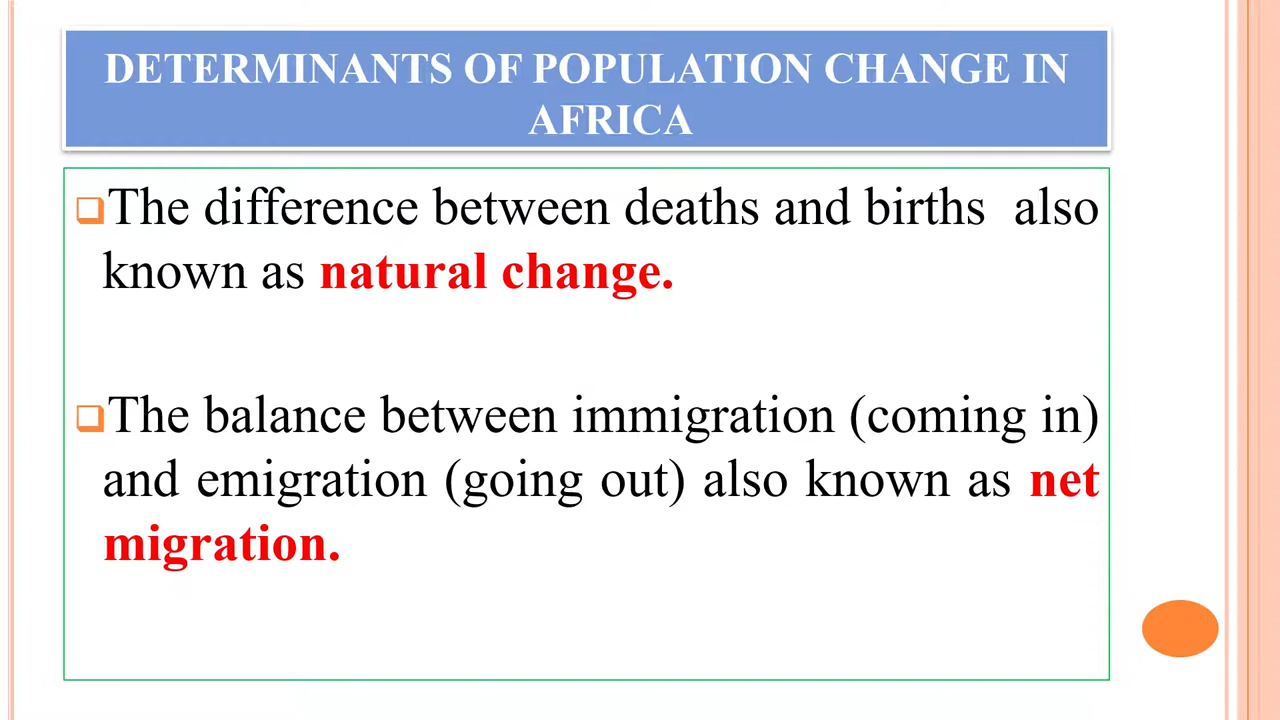 DETERMINANTS OF POPULATION CHANGE IN
AFRICA
The difference between deaths and births also
known as natural change.
The balance between immigration (coming in)
and emigration (going out) also known as net
migration.